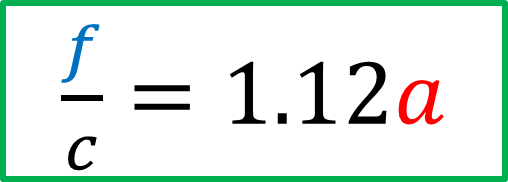 f/c = 1.12a